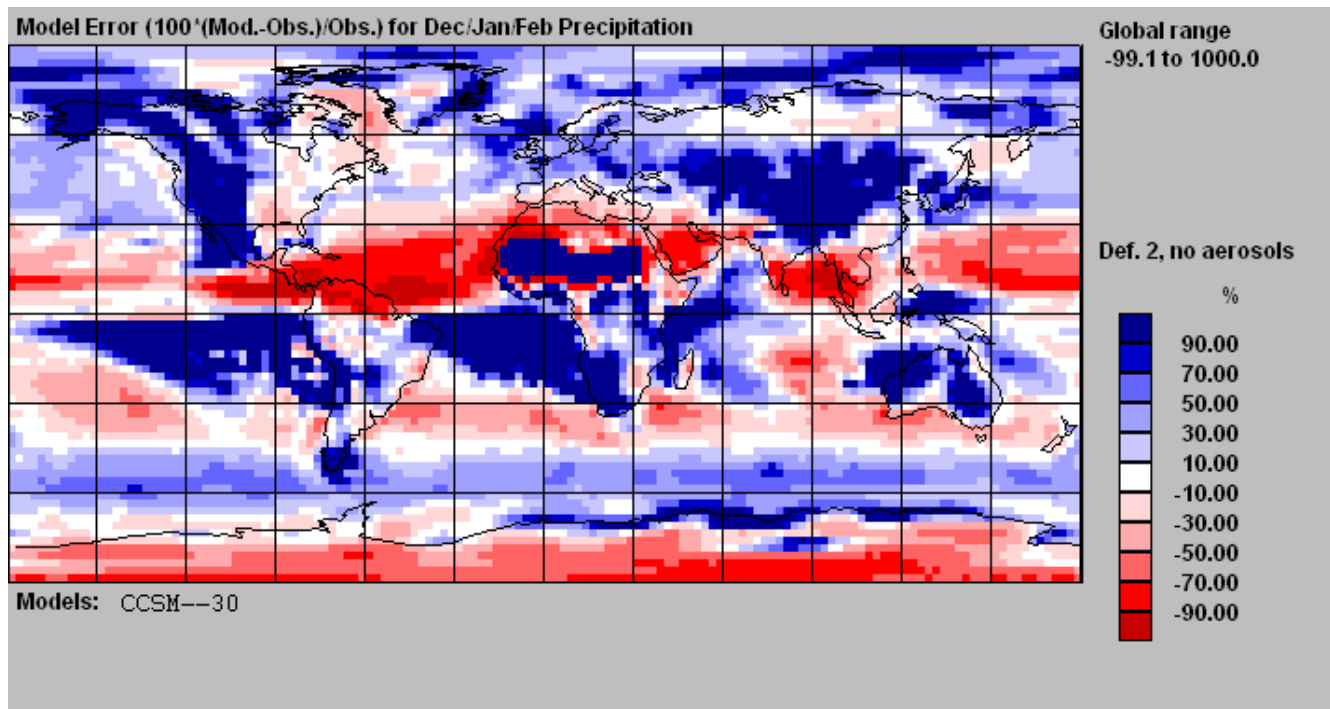 Model Error (100*(Mod.-Obs.)/Obs.) for Dec/Jan/Feb Precipitation
Global range
-99.1 to 1000.0
Def. 2, no aerosols
%
90.00
70.00
50.00
30.00
10.00
-10.00
-30.00
-50.00
-70.00
-90.00
Models: CCSM--30